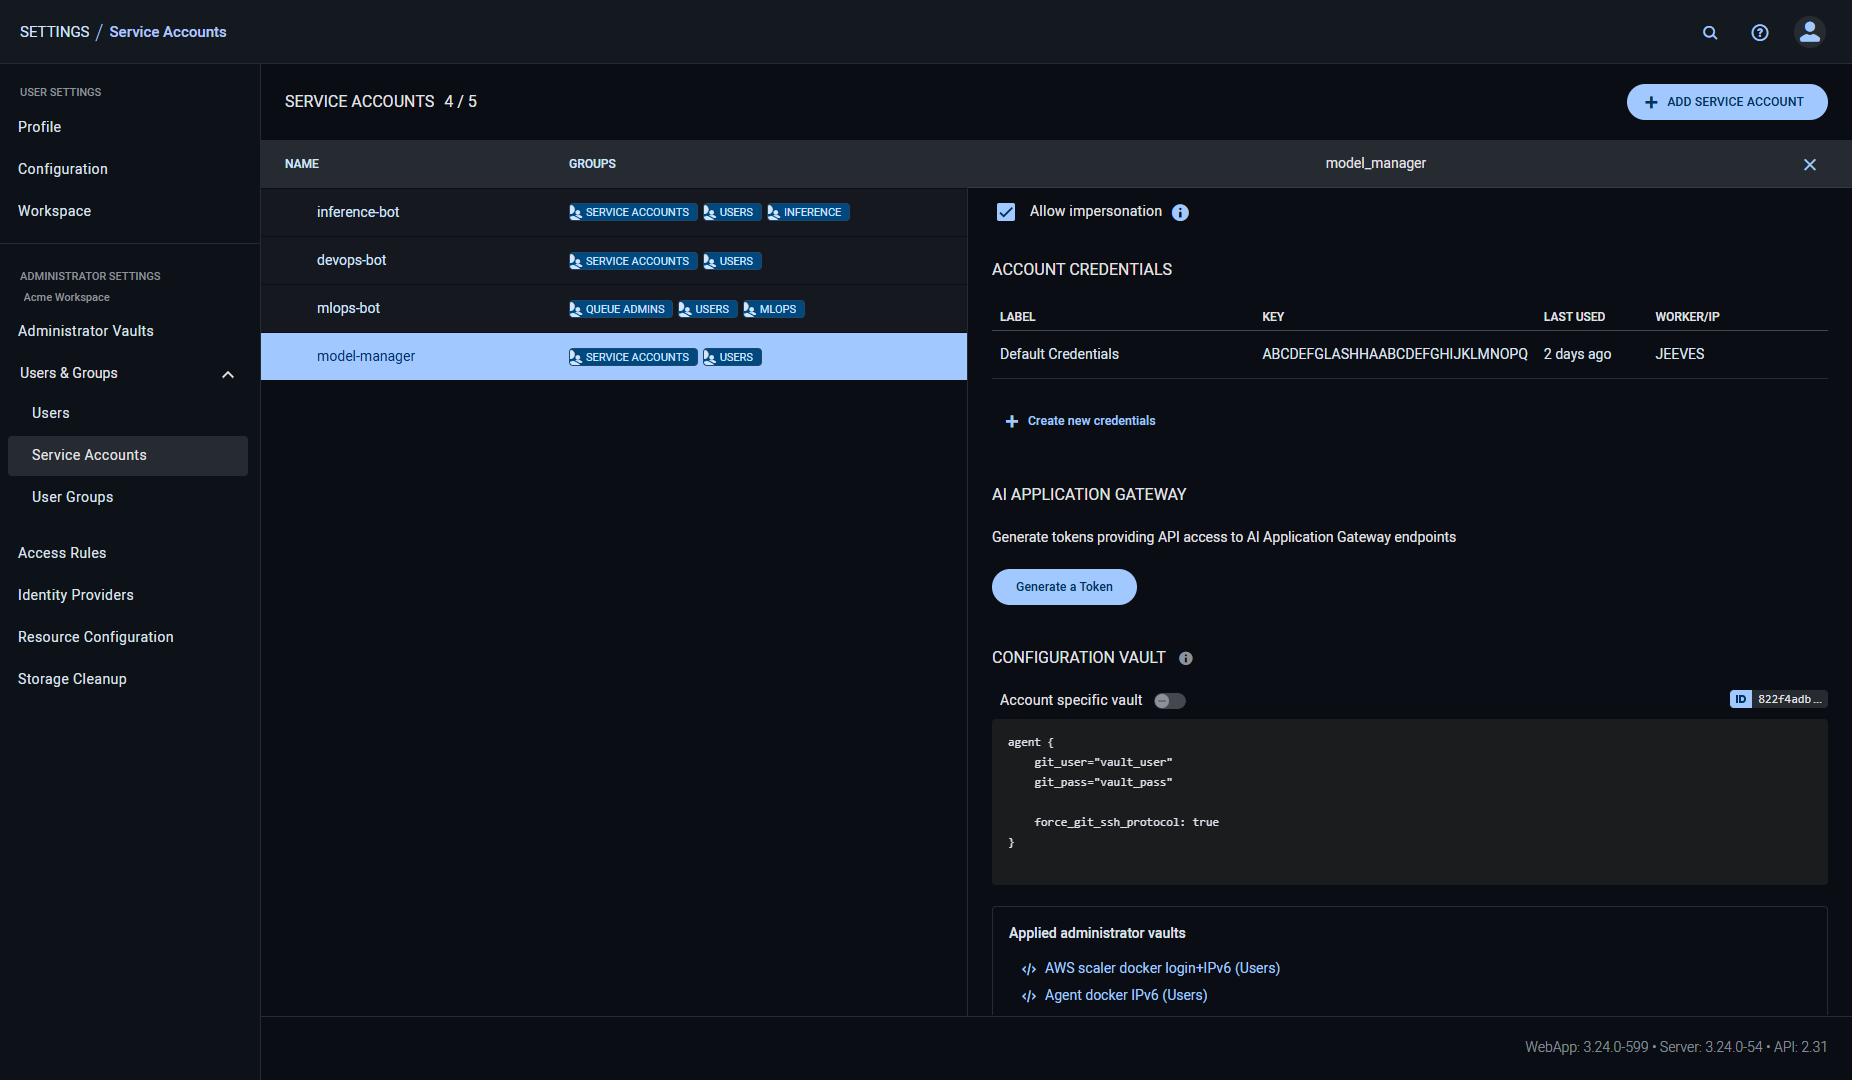 SETTINGS / Service Accounts
USER SETTINGS
Profile
Configuration
Workspace
ADMINISTRATOR SETTINGS
Acme Workspace
Administrator Vaults
Users & Groups
Users
Service Accounts
User Groups
Access Rules
Identity Providers
Resource Configuration
Storage Cleanup
SERVICE ACCOUNTS 4 / 5
ADD SERVICE ACCOUNT
NAME GROUPS
inference-bot SERVICE ACCOUNTS USERS INFERENCE
devops-bot SERVICE ACCOUNTS USERS
mlops-bot QUEUE ADMINS USERS MLOPS
model-manager SERVICE ACCOUNTS USERS
model_manager
Allow impersonation
ACCOUNT CREDENTIALS
LABEL KEY LAST USED WORKER/IP
Default Credentials ABCDEFGLASHHAABCDEFGHIJKLMNOPQ 2 days ago JEEVES
Create new credentials
AI APPLICATION GATEWAY
Generate tokens providing API access to AI Application Gateway endpoints
Generate a Token
CONFIGURATION VAULT
Account specific vault
ID 822f4adb...
agent {
git_user="vault_user"
git_pass="vault_pass"
force_git_ssh_protocol: true
}
Applied administrator vaults
AWS scaler docker login+IPv6 (Users)
Agent docker IPv6 (Users)
WebApp: 3.24.0-599 • Server: 3.24.0-54 • API: 2.31